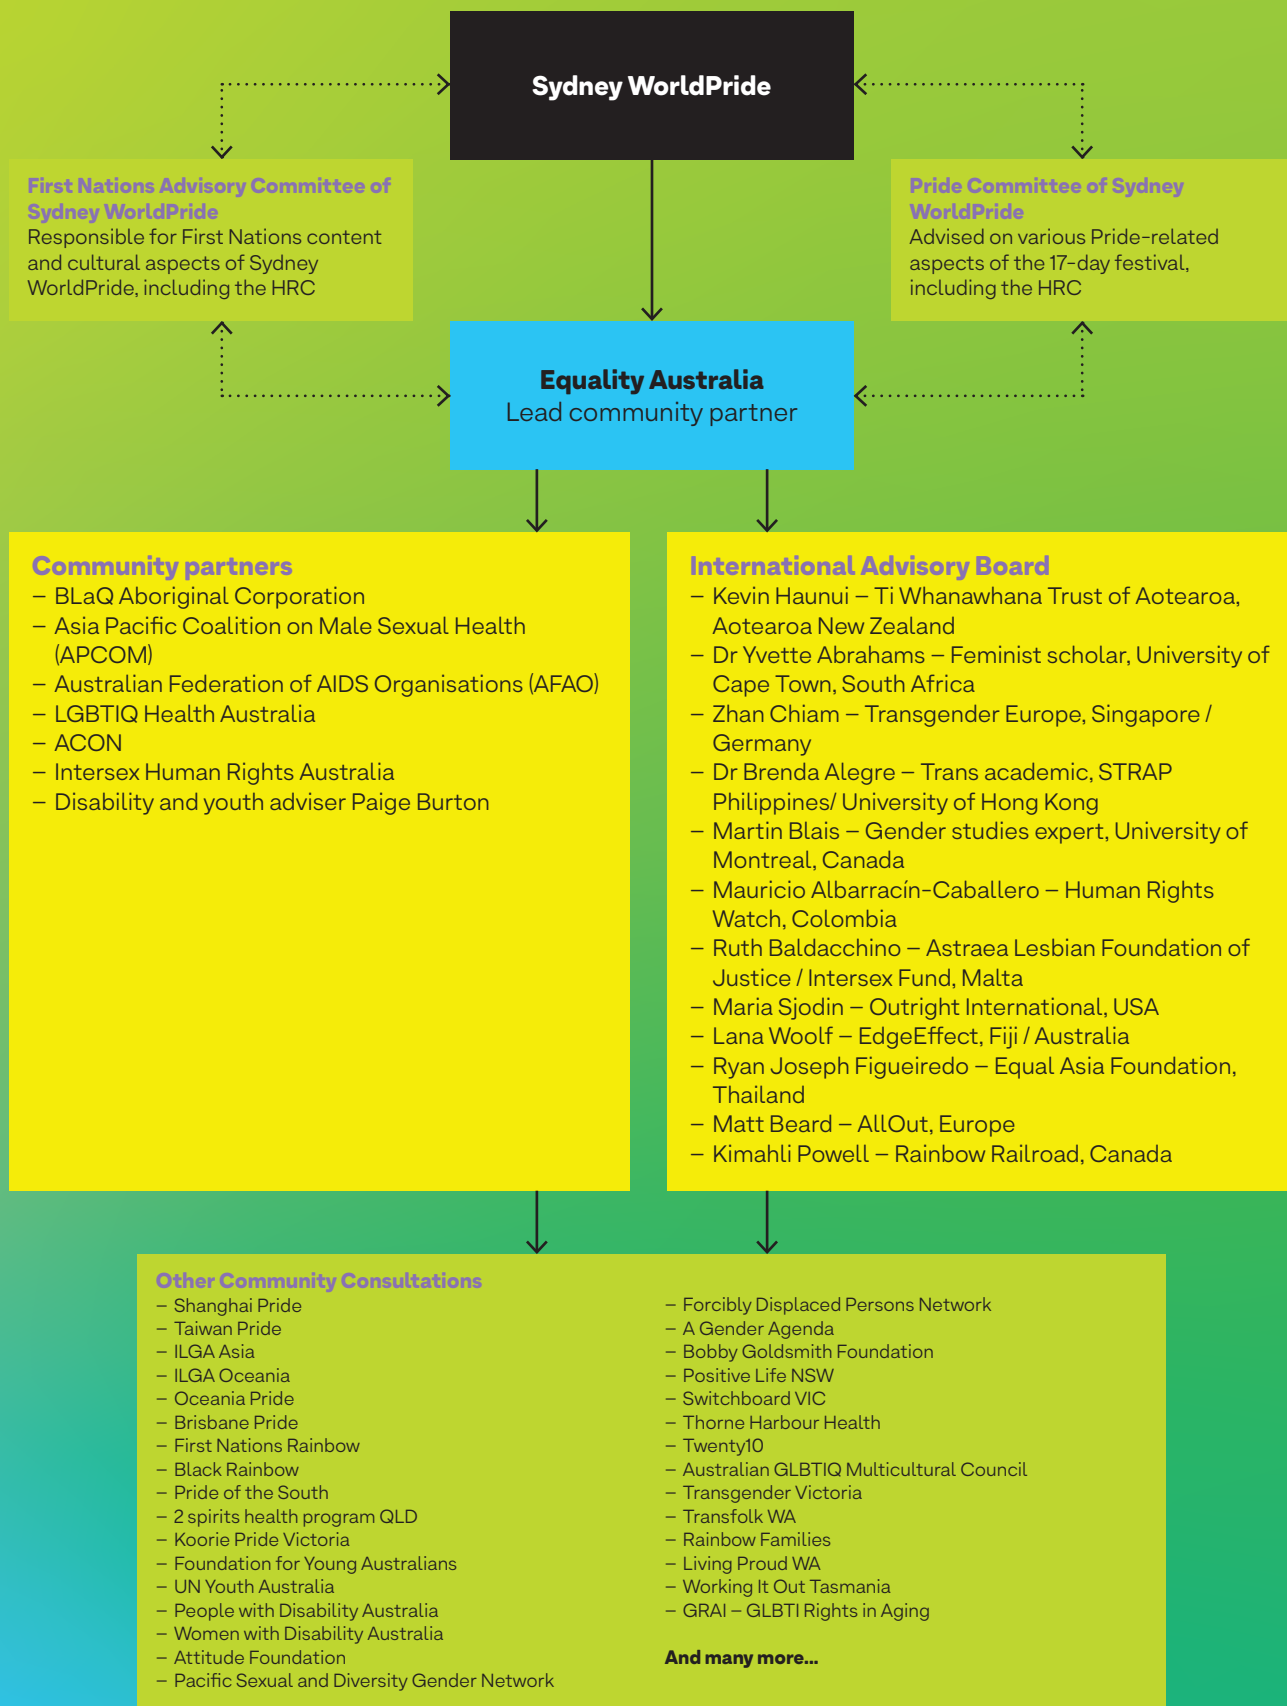 Sydney WorldPride
First Nations Advisory Committee of
Sydney WorldPride
Responsible for First Nations content
and cultural aspects of Sydney
WorldPride, including the HRC
Pride Committee of Sydney
WorldPride
Advised on various Pride-related
aspects of the 17-day festival,
including the HRC
Equality Australia
Lead community partner
Community partners
– BLaQ Aboriginal Corporation
– Asia Pacific Coalition on Male Sexual Health
(APCOM)
– Australian Federation of AIDS Organisations (AFAO)
– LGBTIQ Health Australia
– ACON
– Intersex Human Rights Australia
– Disability and youth adviser Paige Burton
International Advisory Board
– Kevin Haunui – Ti Whanawhana Trust of Aotearoa,
Aotearoa New Zealand
– Dr Yvette Abrahams – Feminist scholar, University of
Cape Town, South Africa
– Zhan Chiam – Transgender Europe, Singapore /
Germany
– Dr Brenda Alegre – Trans academic, STRAP
Philippines/ University of Hong Kong
– Martin Blais – Gender studies expert, University of
Montreal, Canada
– Mauricio Albarracín-Caballero – Human Rights
Watch, Colombia
– Ruth Baldacchino – Astraea Lesbian Foundation of
Justice / Intersex Fund, Malta
– Maria Sjodin – Outright International, USA
– Lana Woolf – EdgeEffect, Fiji / Australia
– Ryan Joseph Figueiredo – Equal Asia Foundation,
Thailand
– Matt Beard – AllOut, Europe
– Kimahli Powell – Rainbow Railroad, Canada
Other Community Consultations
– Shanghai Pride
– Taiwan Pride
– ILGA Asia
– ILGA Oceania
– Oceania Pride
– Brisbane Pride
– First Nations Rainbow
– Black Rainbow
– Pride of the South
– 2 spirits health program QLD
– Koorie Pride Victoria
– Foundation for Young Australians
– UN Youth Australia
– People with Disability Australia
– Women with Disability Australia
– Attitude Foundation
– Pacific Sexual and Diversity Gender Network
– Forcibly Displaced Persons Network
– A Gender Agenda
– Bobby Goldsmith Foundation
– Positive Life NSW
– Switchboard VIC
– Thorne Harbour Health
– Twenty10
– Australian GLBTIQ Multicultural Council
– Transgender Victoria
– Transfolk WA
– Rainbow Families
– Living Proud WA
– Working It Out Tasmania
– GRAI – GLBTI Rights in Aging
And many more...